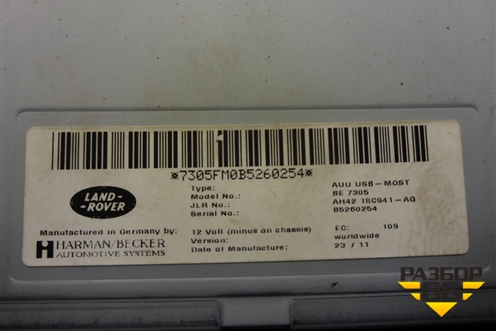 *7305FM0B5260254*
LAND-
ROVER
Type: AUU USB-MOST
Model No.: BE 7305
JLR No.: AH42 18C941-AG
Serial No.: B5260254
Manufactured in Germany by: 12 Volt (minus on chassis) EC: 109
HARMAN/BECKER Version: worldwide
AUTOMOTIVE SYSTEMS Date of Manufacture: 23 / 11
РАЗБОР